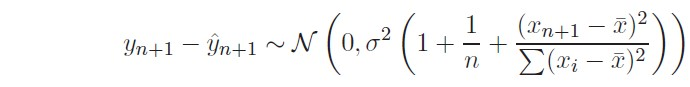 $y_{n+1} - \hat{y}_{n+1} \sim \mathcal{N}\left(0, \sigma^2\left(1 + \frac{1}{n} + \frac{(x_{n+1} - \bar{x})^2}{\sum(x_i - \bar{x})^2}\right)\right)$